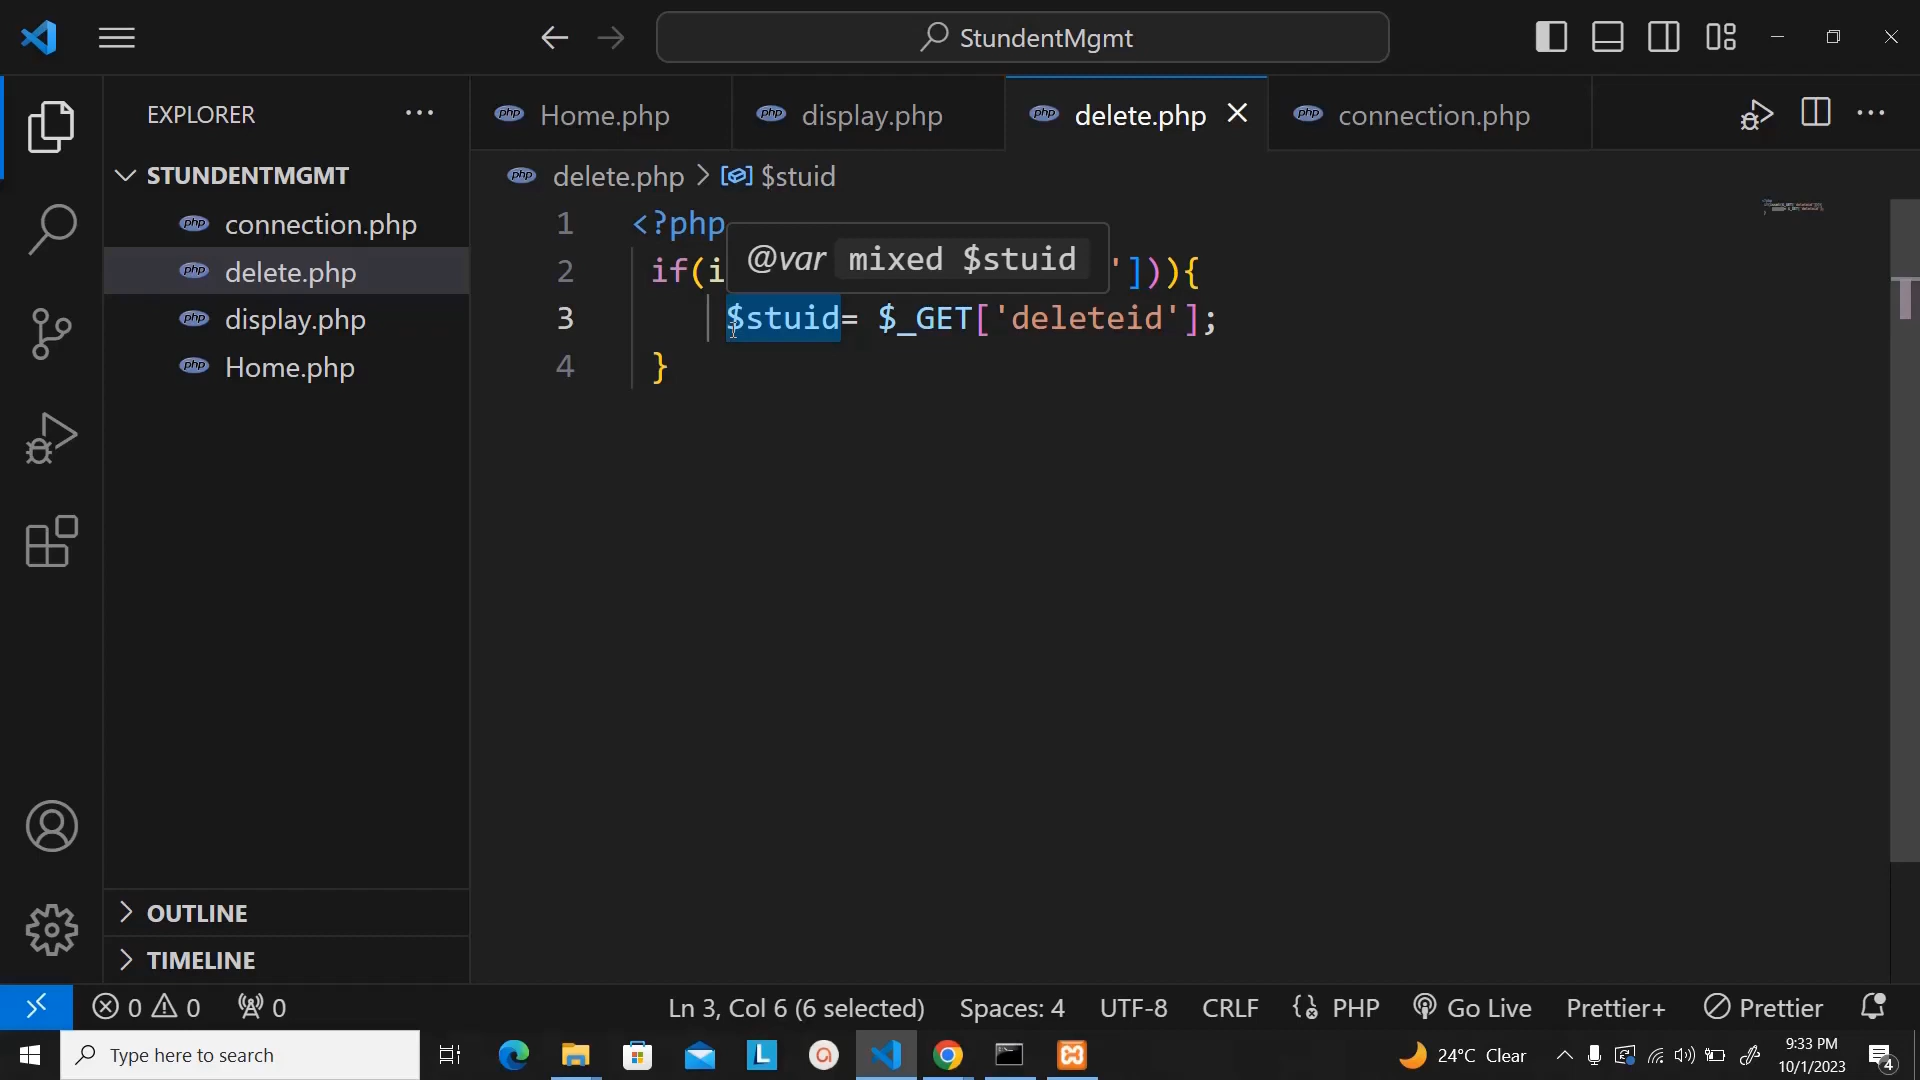 StundentMgmt
EXPLORER
STUNDENTMGMT
connection.php
delete.php
display.php
Home.php
OUTLINE
TIMELINE
Home.php
display.php
delete.php
connection.php
delete.php > $stuid
1 <?php
2 if(i '])){
@var mixed $stuid
3 $stuid= $_GET['deleteid'];
4 }
0 0 0
Ln 3, Col 6 (6 selected) Spaces: 4 UTF-8 CRLF PHP Go Live Prettier+ Prettier
Type here to search
24°C Clear
9:33 PM
10/1/2023
4